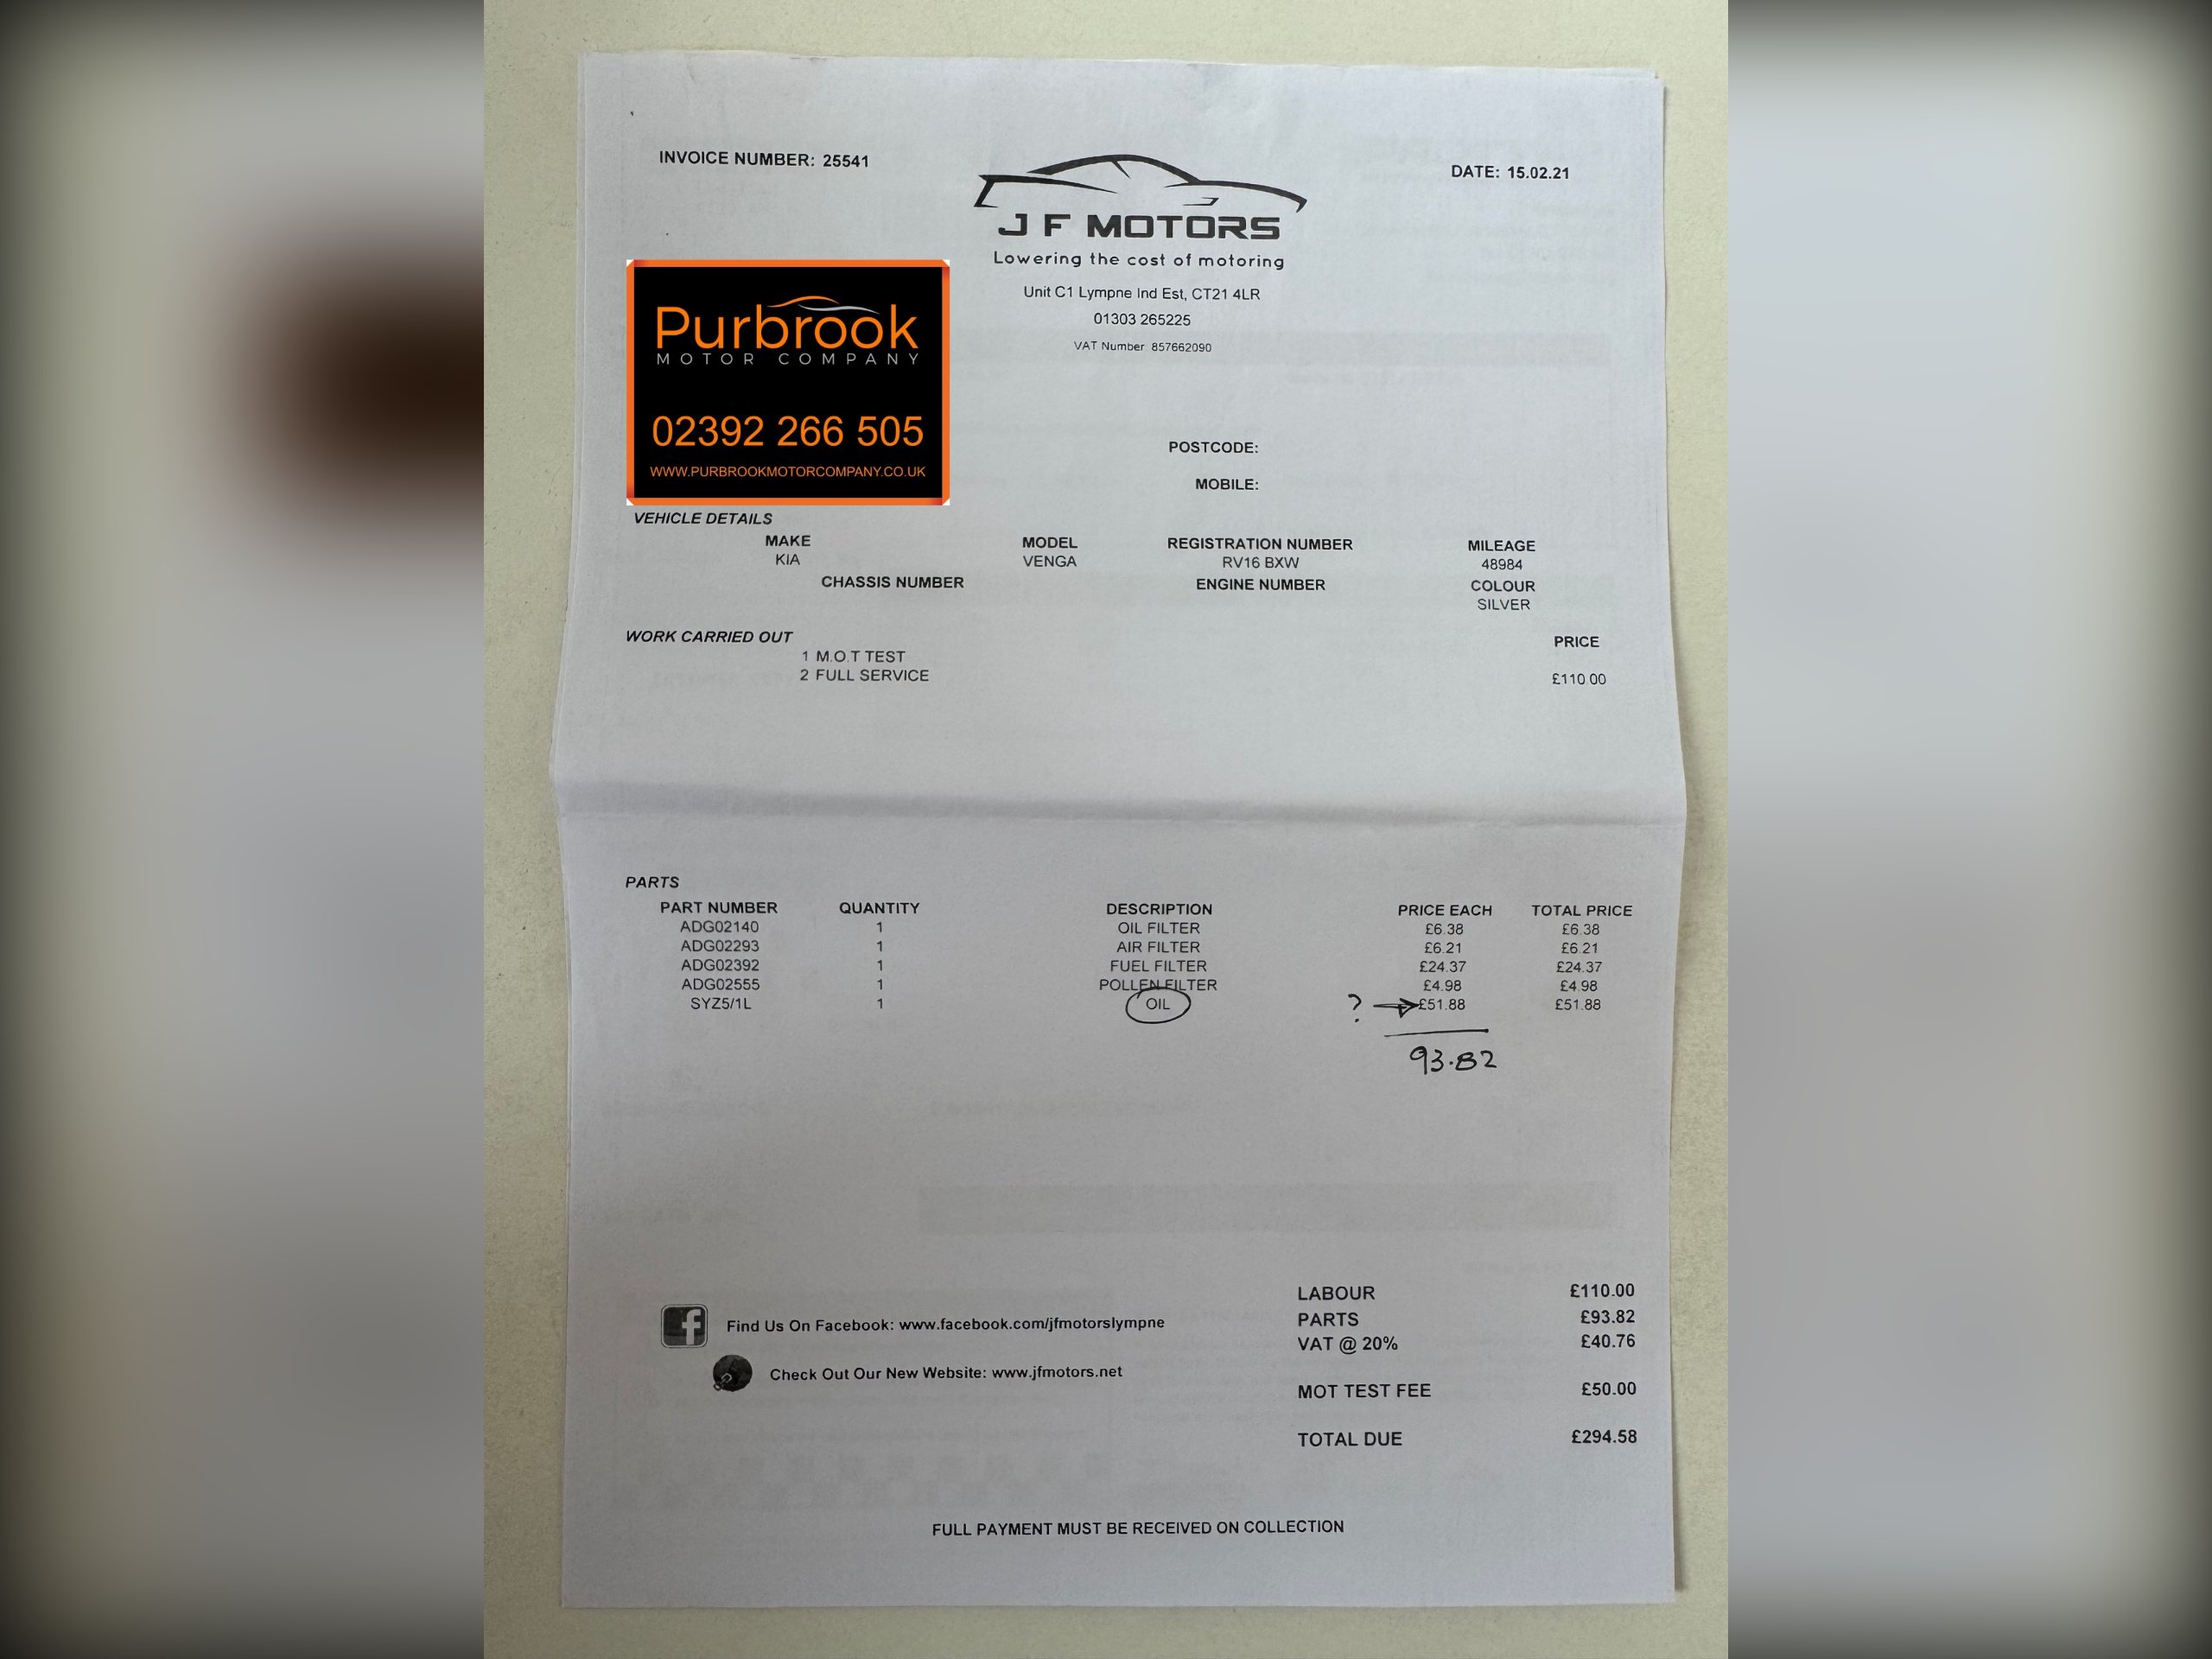 INVOICE NUMBER: 25541
DATE: 15.02.21
J F MOTORS
Lowering the cost of motoring
Unit C1 Lympne Ind Est, CT21 4LR
01303 265225
VAT Number 857662090
Purbrook
MOTOR COMPANY
02392 266 505
WWW.PURBROOKMOTORCOMPANY.CO.UK
POSTCODE:
MOBILE:
VEHICLE DETAILS
MAKE MODEL REGISTRATION NUMBER MILEAGE
KIA VENGA RV16 BXW 48984
CHASSIS NUMBER ENGINE NUMBER COLOUR
SILVER
WORK CARRIED OUT PRICE
1 M.O.T TEST
2 FULL SERVICE £110.00
PARTS
PART NUMBER QUANTITY DESCRIPTION PRICE EACH TOTAL PRICE
ADG02140 1 OIL FILTER £6.38 £6.38
ADG02293 1 AIR FILTER £6.21 £6.21
ADG02392 1 FUEL FILTER £24.37 £24.37
ADG02555 1 POLLEN FILTER £4.98 £4.98
SYZ5/1L 1 OIL ? → £51.88 £51.88
93.82
LABOUR £110.00
PARTS £93.82
VAT @ 20% £40.76
MOT TEST FEE £50.00
TOTAL DUE £294.58
Find Us On Facebook: www.facebook.com/jfmotorslympne
Check Out Our New Website: www.jfmotors.net
FULL PAYMENT MUST BE RECEIVED ON COLLECTION